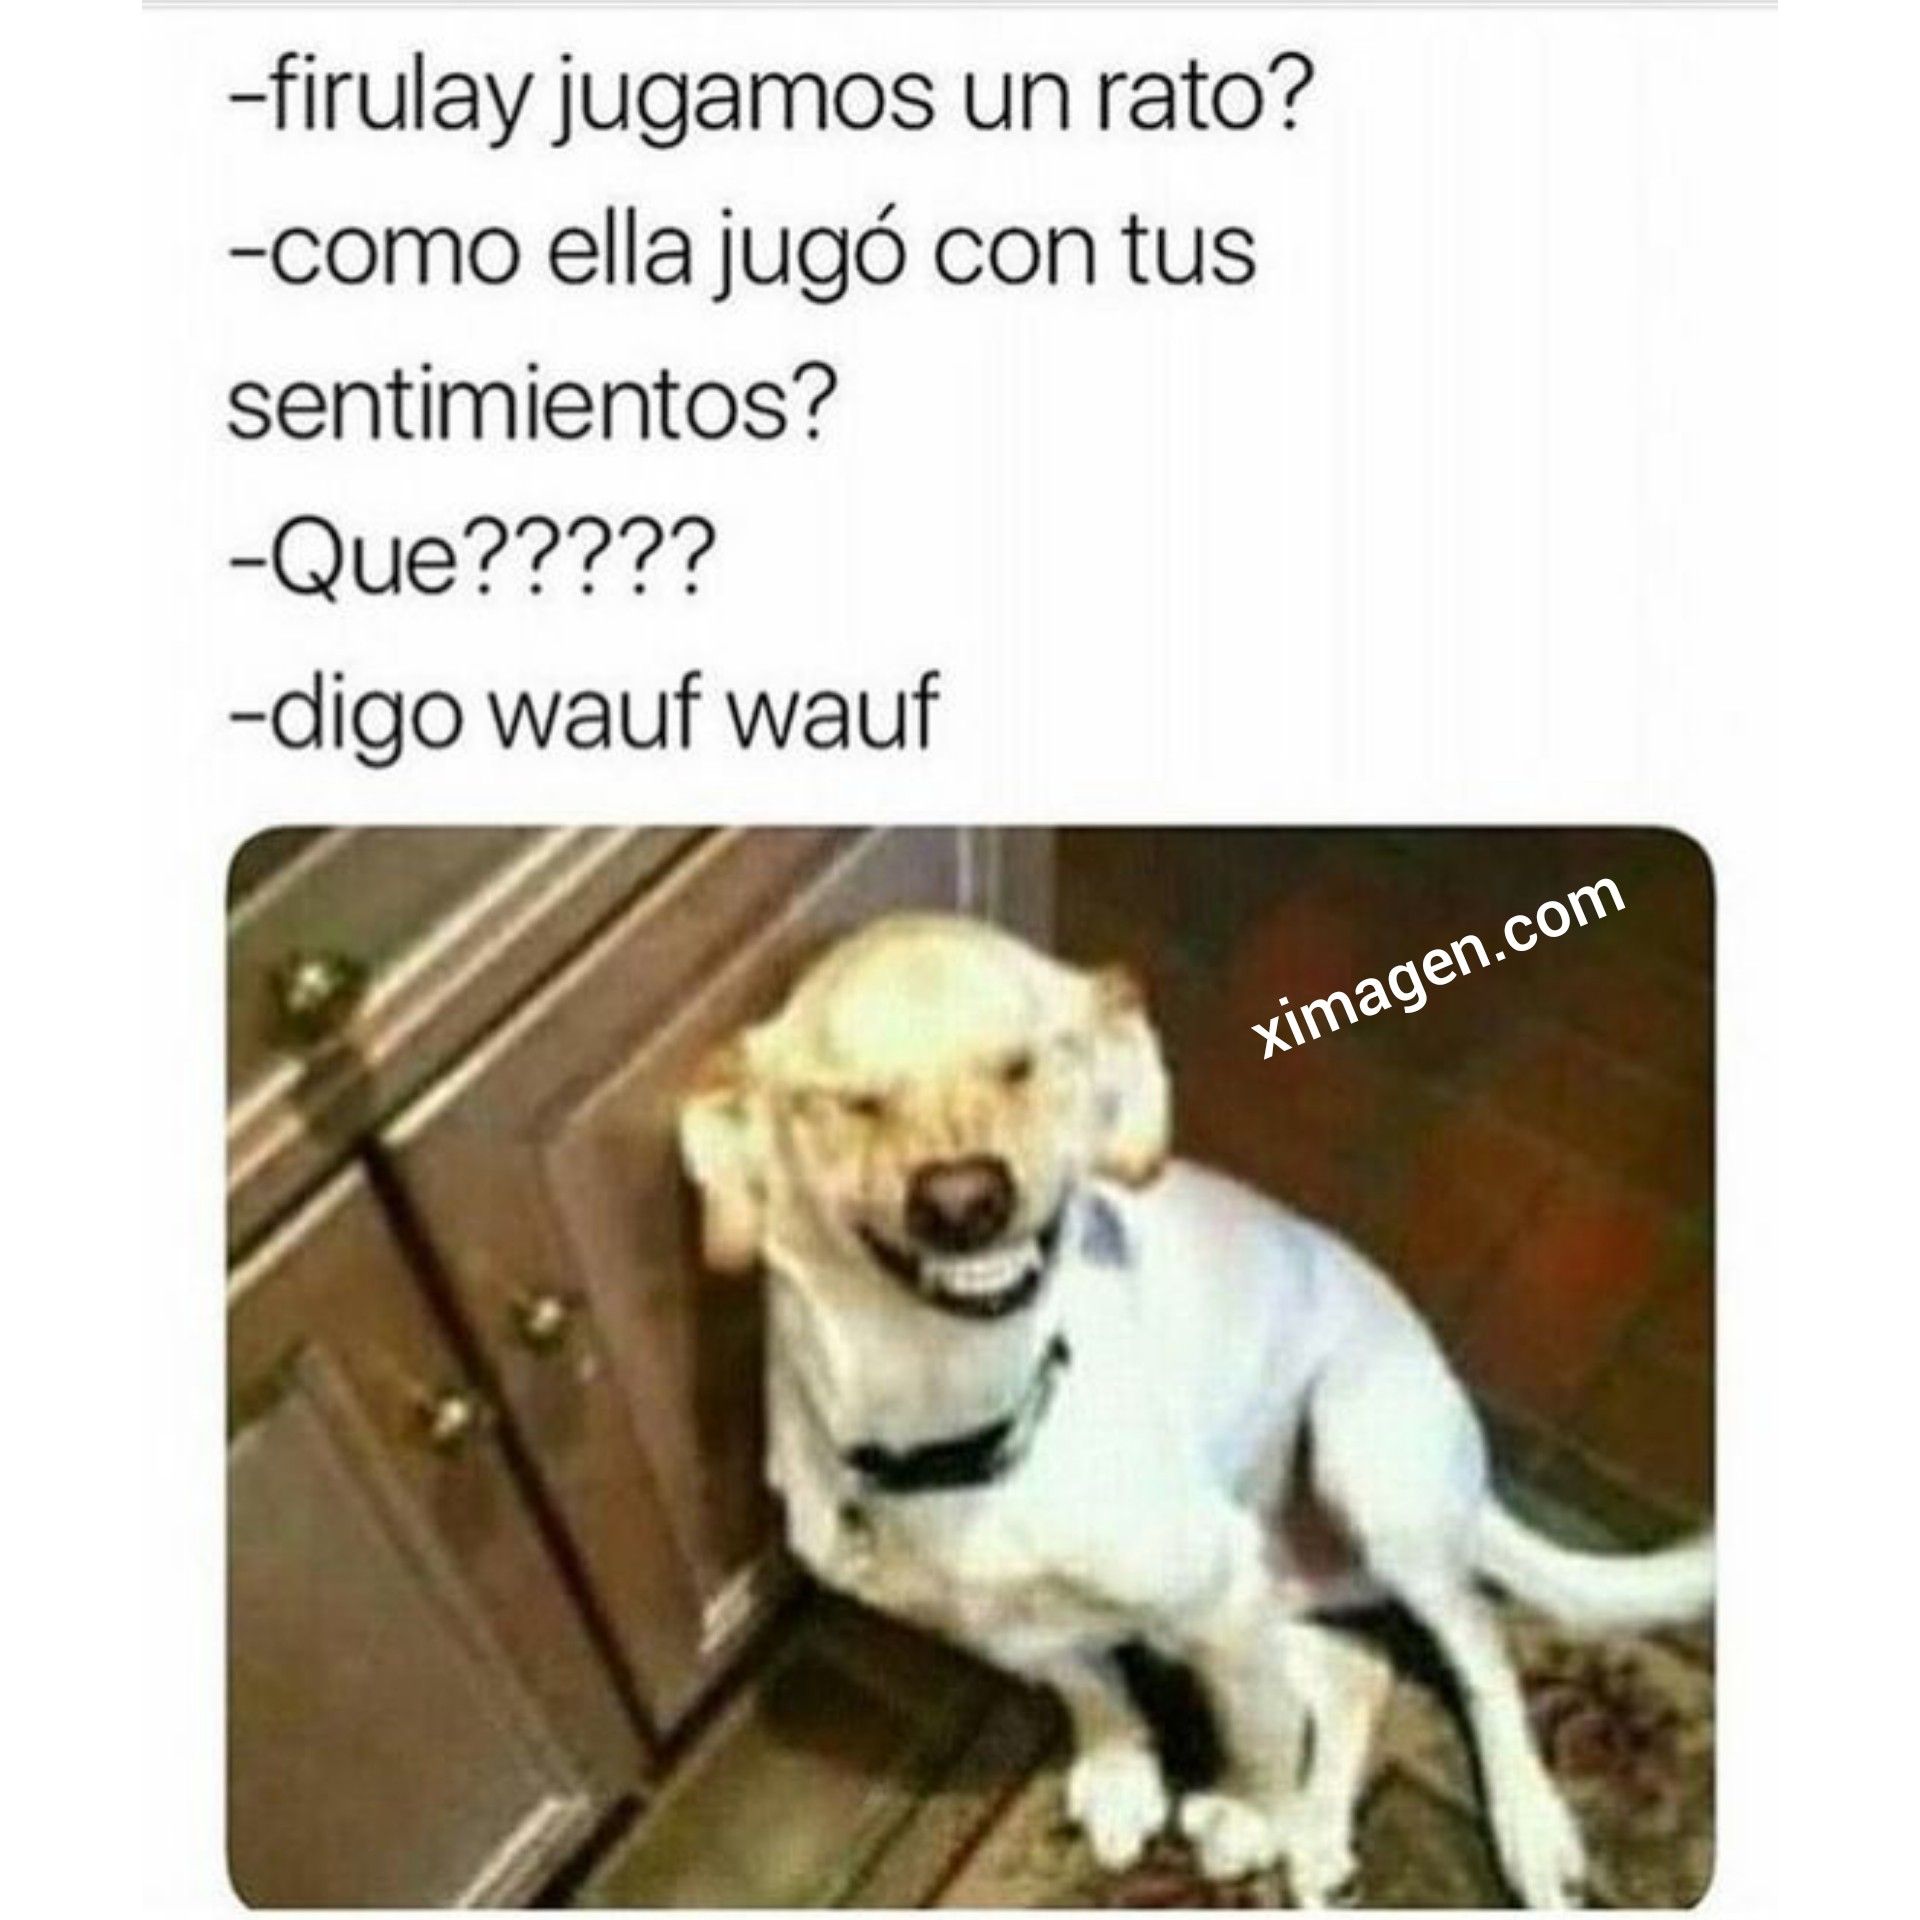 -firulay jugamos un rato?
-como ella jugó con tus
sentimientos?
-Que?????
-digo wauf wauf
ximagen.com